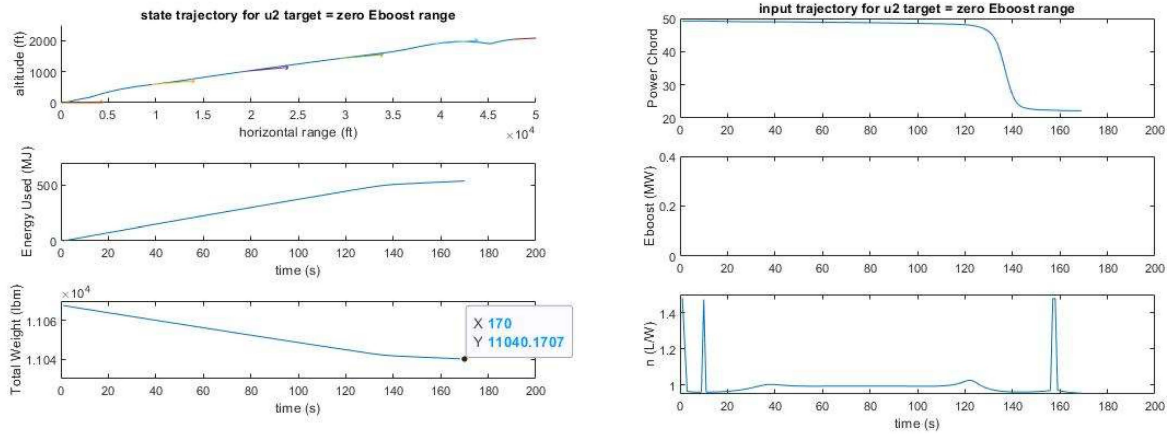 state trajectory for u2 target = zero Eboost range
altitude (ft)
2000
1000
0
0 0.5 1 1.5 2 2.5 3 3.5 4 4.5 5
horizontal range (ft)
×10⁴
Energy Used (MJ)
500
0
0 20 40 60 80 100 120 140 160 180 200
time (s)
Total Weight (lbm)
×10⁴
1.106
1.104
X 170
Y 11040.1707
0 20 40 60 80 100 120 140 160 180 200
time (s)
input trajectory for u2 target = zero Eboost range
Power Chord
50
40
30
20
0 20 40 60 80 100 120 140 160 180 200
Eboost (MW)
0.4
0.2
0
0 20 40 60 80 100 120 140 160 180 200
n (L/W)
1.4
1.2
1
0 20 40 60 80 100 120 140 160 180 200
time (s)